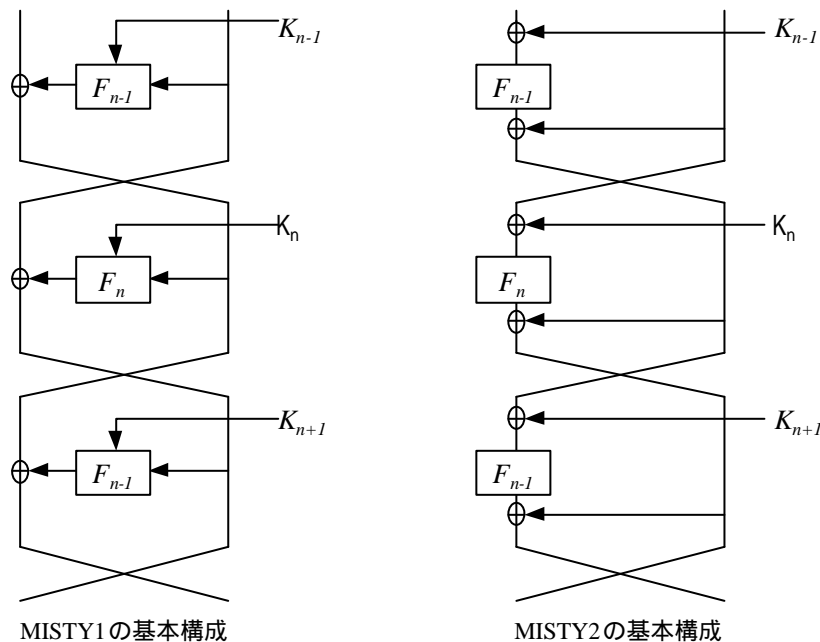 K_{n-1}
F_{n-1}
K_n
F_n
K_{n+1}
F_{n-1}
MISTY1の基本構成
K_{n-1}
F_{n-1}
K_n
F_n
K_{n+1}
F_{n-1}
MISTY2の基本構成